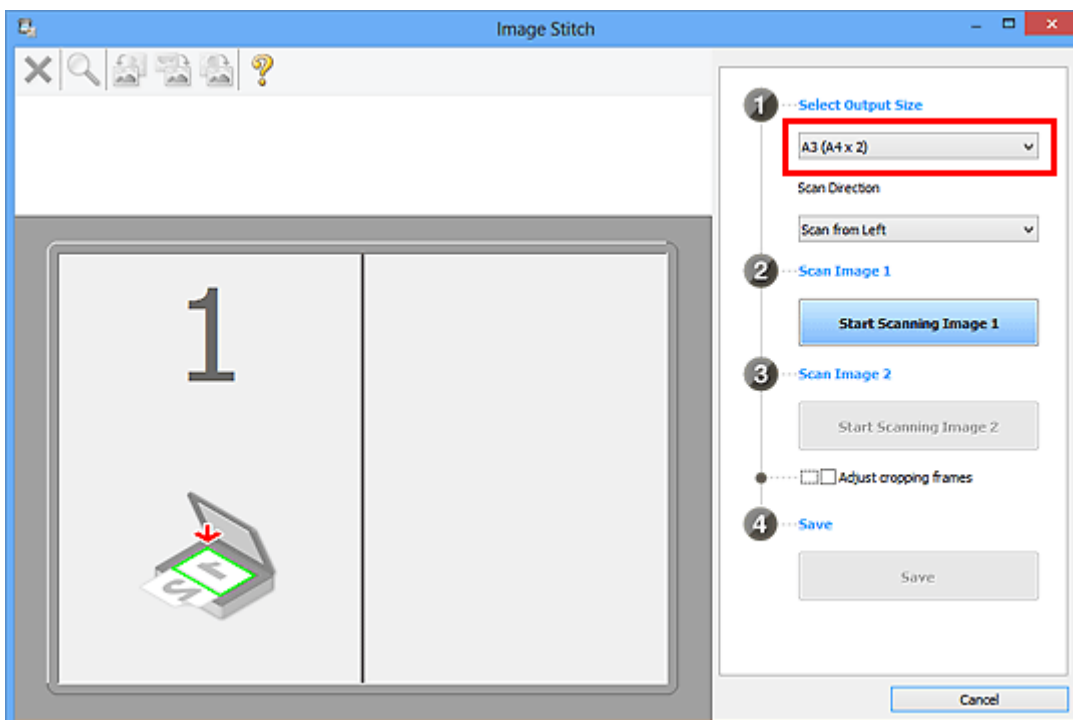 Image Stitch
1
Select Output Size
A3 (A4 x 2)
Scan Direction
Scan from Left
2
Scan Image 1
Start Scanning Image 1
3
Scan Image 2
Start Scanning Image 2
Adjust cropping frames
4
Save
Save
Cancel
1